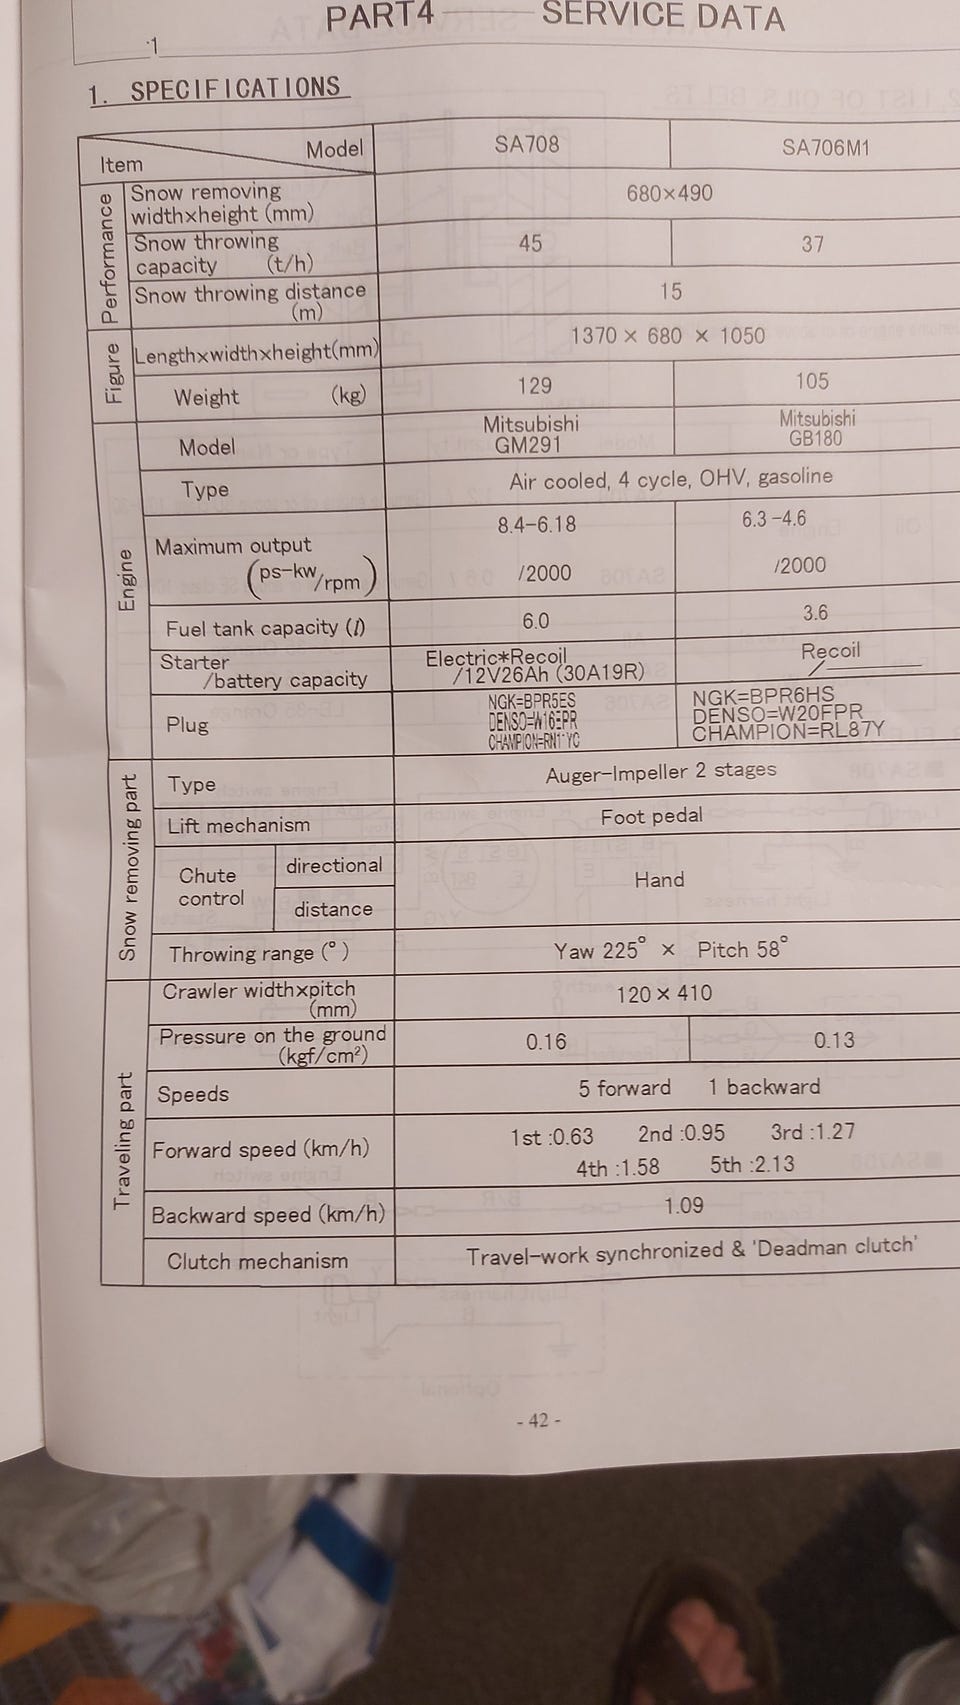 PART4 SERVICE DATA
1
1. SPECIFICATIONS
Item Model SA708 SA706M1
Performance
Snow removing
width×height (mm) 680×490
Snow throwing
capacity (t/h) 45 37
Snow throwing distance
(m) 15
Figure
Length×width×height(mm) 1370 × 680 × 1050
Weight (kg) 129 105
Engine
Model Mitsubishi
GM291 Mitsubishi
GB180
Type Air cooled, 4 cycle, OHV, gasoline
Maximum output
(ps-kw/rpm) 8.4-6.18
/2000 6.3-4.6
/2000
Fuel tank capacity (l) 6.0 3.6
Starter
/battery capacity Electric*Recoil
/12V26Ah (30A19R) Recoil
/
Plug NGK=BPR5ES
NGK=BPR6HS
DENSO=W20FPR
CHAMPION=RL87Y
Snow removing part
Type Auger-Impeller 2 stages
Lift mechanism Foot pedal
Chute
control directional
distance Hand
Throwing range (°) Yaw 225° × Pitch 58°
Traveling part
Crawler width×pitch
(mm) 120 × 410
Pressure on the ground
(kgf/cm²) 0.16 0.13
Speeds 5 forward 1 backward
Forward speed (km/h) 1st :0.63 2nd :0.95 3rd :1.27
4th :1.58 5th :2.13
Backward speed (km/h) 1.09
Clutch mechanism Travel-work synchronized & 'Deadman clutch'
- 42 -